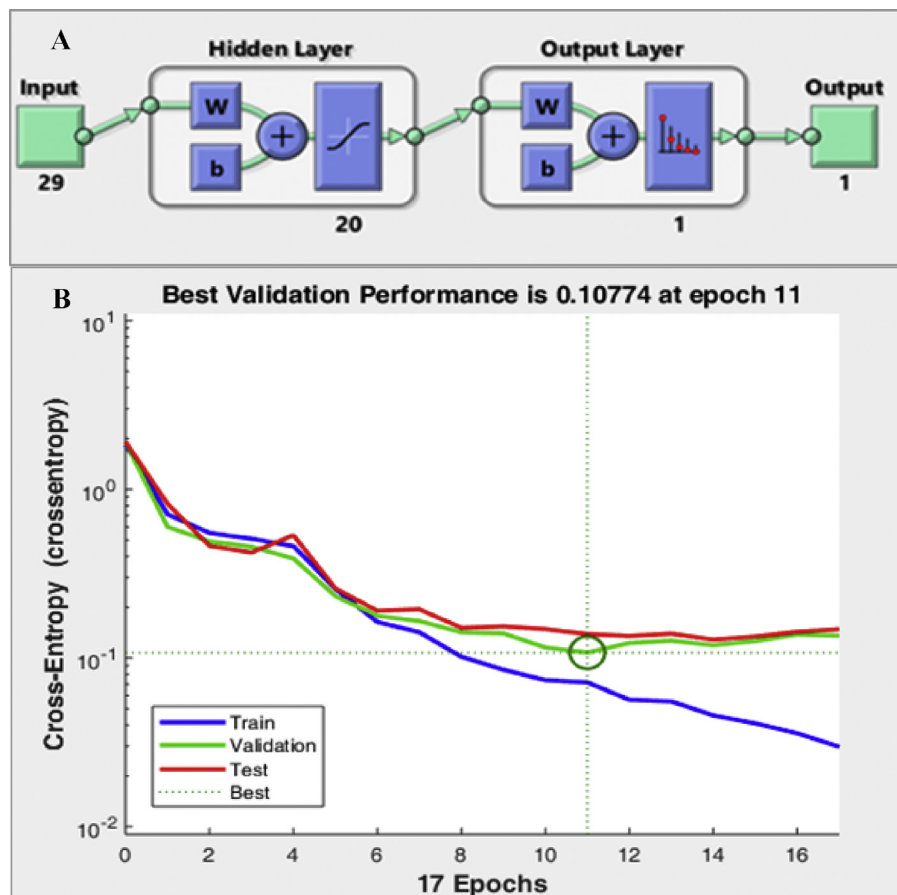 A
Hidden Layer
Output Layer
Input
Output
W
b
+
W
b
+
29
20
1
1
B
Best Validation Performance is 0.10774 at epoch 11
Cross-Entropy (crossentropy)
10^1
10^0
10^-1
10^-2
Train
Validation
Test
Best
0 2 4 6 8 10 12 14 16
17 Epochs